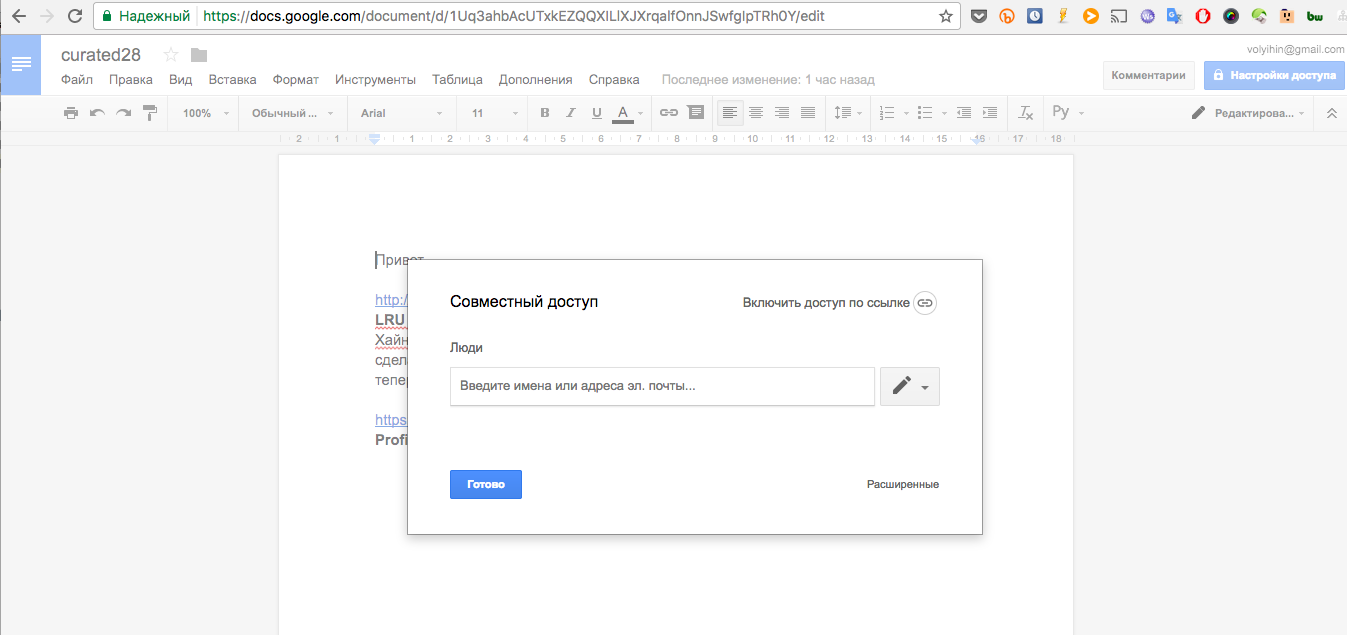 Надежный https://docs.google.com/document/d/1Uq3ahbAcUTxkEZQQXILlXJXrqalfOnnJSwfglpTRh0Y/edit
curated28
volyihin@gmail.com
Файл Правка Вид Вставка Формат Инструменты Таблица Дополнения Справка Последнее изменение: 1 час назад
Комментарии Настройки доступа
100% Обычный ... Arial 11 B I U A Ру Редактирова...
2 1 1 2 3 4 5 6 7 8 9 10 11 12 13 14 15 16 17 18
Привет
Совместный доступ Включить доступ по ссылке
http:/
LRU
Хайн
Люди
сдел
тепер
Введите имена или адреса эл. почты...
https
Profi
Готово Расширенные